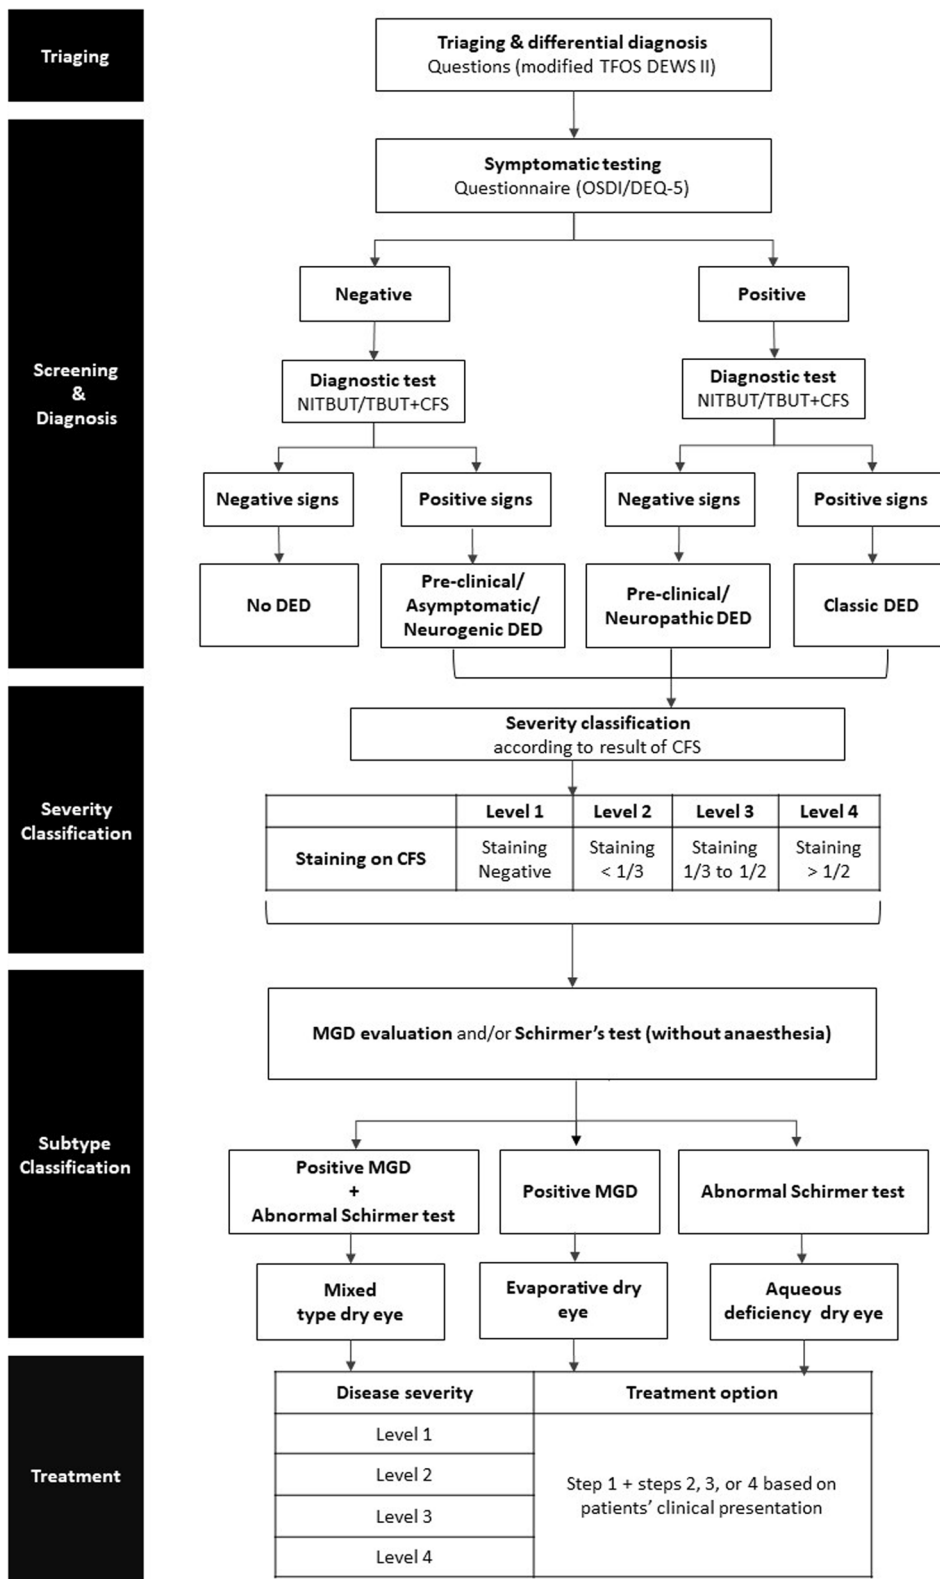 Triaging
Triaging & differential diagnosis
Questions (modified TFOS DEWS II)
Screening
&
Diagnosis
Symptomatic testing
Questionnaire (OSDI/DEQ-5)
Negative
Positive
Diagnostic test
NITBUT/TBUT+CFS
Diagnostic test
NITBUT/TBUT+CFS
Negative signs
Positive signs
Negative signs
Positive signs
No DED
Pre-clinical/
Asymptomatic/
Neurogenic DED
Pre-clinical/
Neuropathic DED
Classic DED
Severity
Classification
Severity classification
according to result of CFS
Level 1
Level 2
Level 3
Level 4
Staining on CFS
Staining
Negative
Staining
< 1/3
Staining
1/3 to 1/2
Staining
> 1/2
Subtype
Classification
MGD evaluation and/or Schirmer's test (without anaesthesia)
Positive MGD
+
Abnormal Schirmer test
Positive MGD
Abnormal Schirmer test
Mixed
type dry eye
Evaporative dry
eye
Aqueous
deficiency dry eye
Treatment
Disease severity
Treatment option
Level 1
Level 2
Level 3
Level 4
Step 1 + steps 2, 3, or 4 based on
patients' clinical presentation